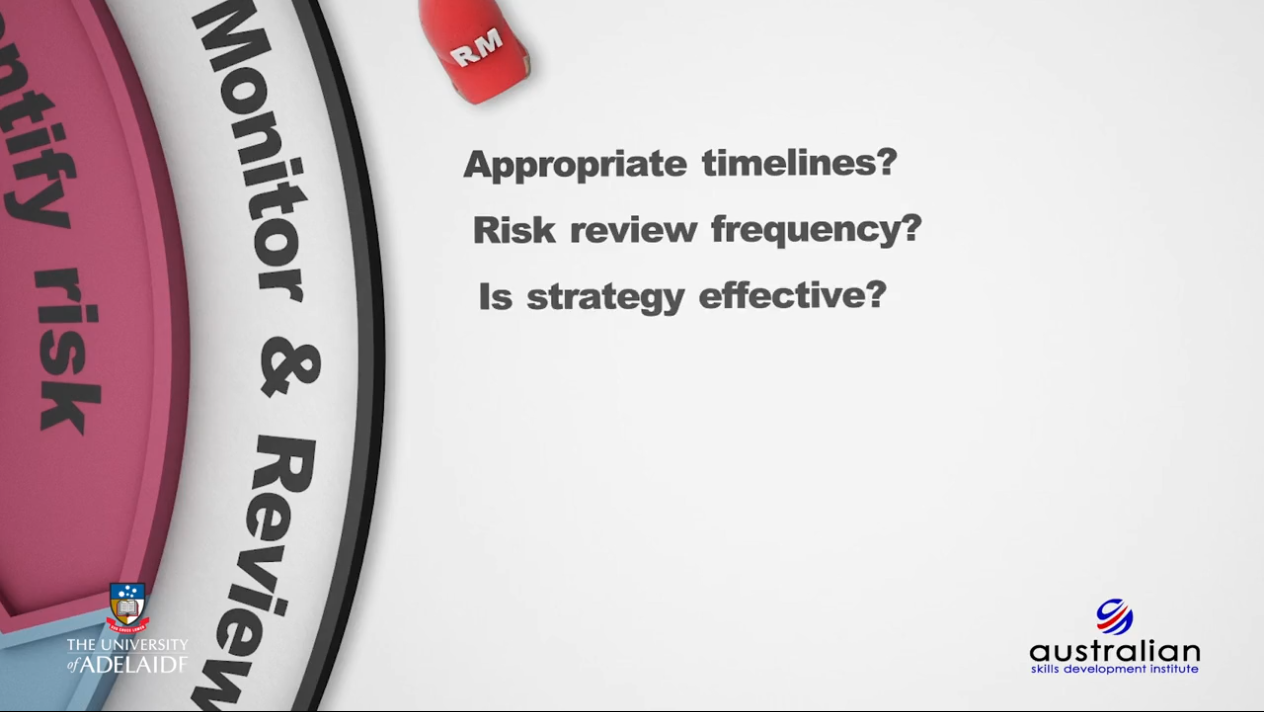 RM
Appropriate timelines?
Risk review frequency?
Is strategy effective?
Monitor & Review
risk
THE UNIVERSITY
of ADELAIDE
australian
skills development institute